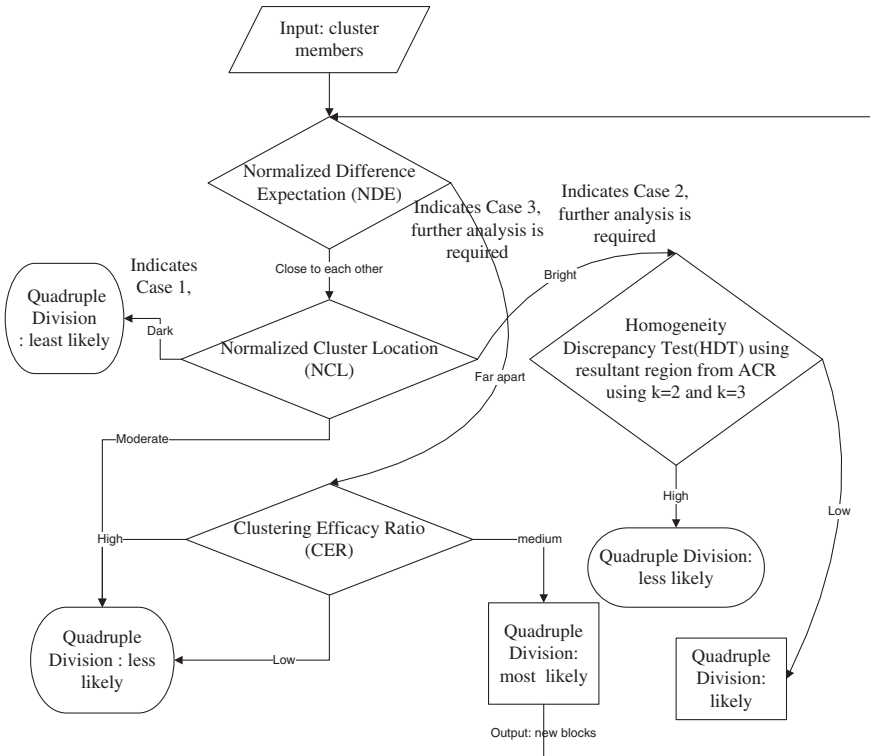 Input: cluster
members
Normalized Difference
Expectation (NDE)
Indicates Case 3,
further analysis is
required
Indicates Case 2,
further analysis is
required
Close to each other
Indicates
Case 1,
Quadruple
Division
: least likely
Dark
Normalized Cluster Location
(NCL)
Bright
Far apart
Homogeneity
Discrepancy Test(HDT) using
resultant region from ACR
using k=2 and k=3
Moderate
High
Clustering Efficacy Ratio
(CER)
medium
High
Low
Quadruple Division:
less likely
Quadruple
Division : less
likely
Low
Quadruple
Division:
most likely
Quadruple
Division:
likely
Output: new blocks